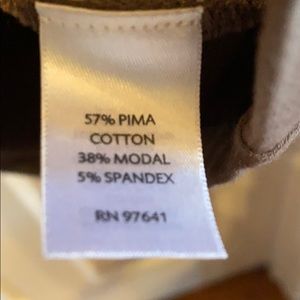 57% PIMA
COTTON
38% MODAL
5% SPANDEX
RN 97641